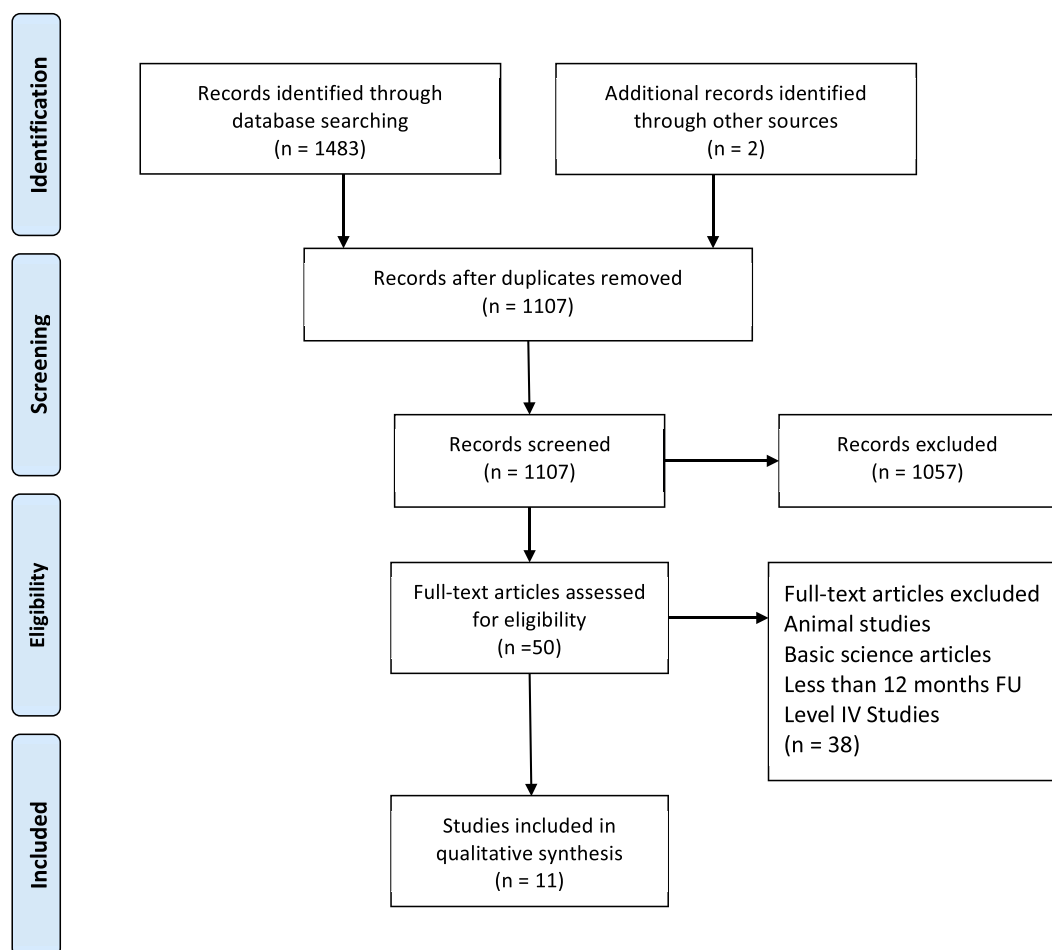 Identification
Records identified through
database searching
(n = 1483)
Additional records identified
through other sources
(n = 2)
Screening
Records after duplicates removed
(n = 1107)
Records screened
(n = 1107)
Records excluded
(n = 1057)
Eligibility
Full-text articles assessed
for eligibility
(n =50)
Full-text articles excluded
Animal studies
Basic science articles
Less than 12 months FU
Level IV Studies
(n = 38)
Included
Studies included in
qualitative synthesis
(n = 11)